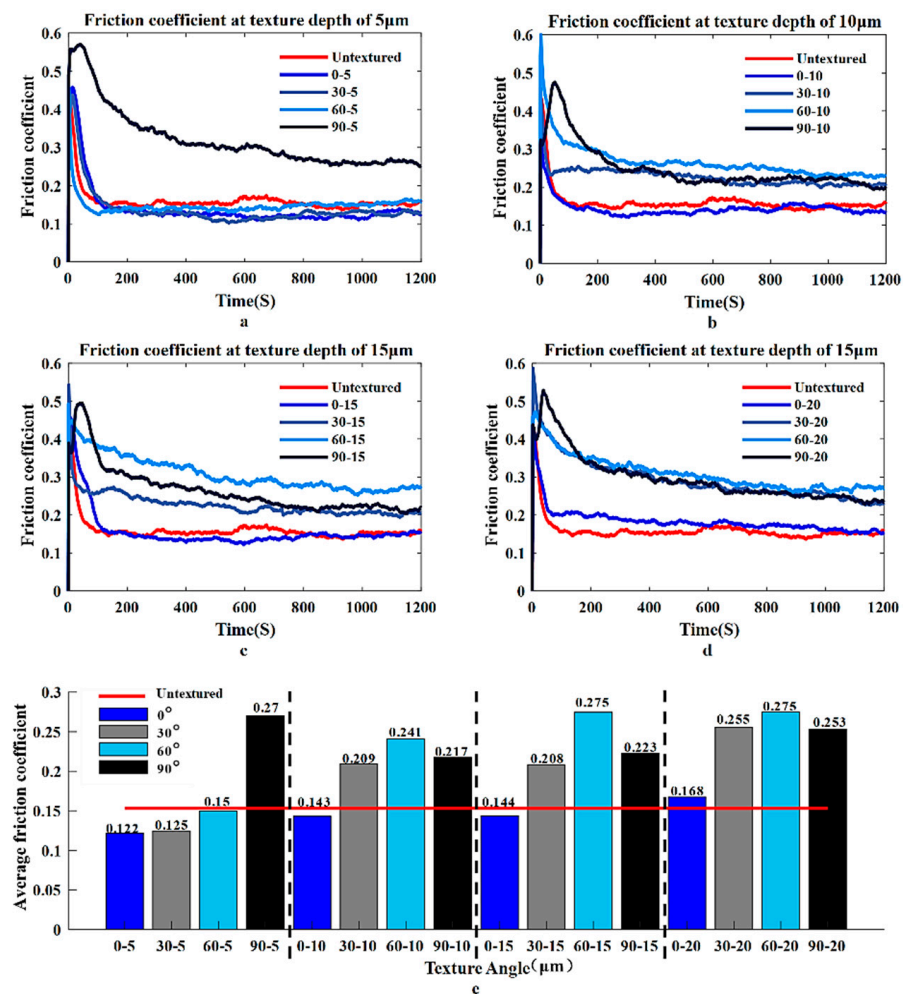 Friction coefficient at texture depth of 5μm
0.6
0.5
0.4
0.3
0.2
0.1
0
Friction coefficient
Untextured
0-5
30-5
60-5
90-5
0 200 400 600 800 1000 1200
Time(S)
a
Friction coefficient at texture depth of 10μm
0.6
0.5
0.4
0.3
0.2
0.1
0
Friction coefficient
Untextured
0-10
30-10
60-10
90-10
0 200 400 600 800 1000 1200
Time(S)
b
Friction coefficient at texture depth of 15μm
0.6
0.5
0.4
0.3
0.2
0.1
0
Friction coefficient
Untextured
0-15
30-15
60-15
90-15
0 200 400 600 800 1000 1200
Time(S)
c
Friction coefficient at texture depth of 15μm
0.6
0.5
0.4
0.3
0.2
0.1
0
Friction coefficient
Untextured
0-20
30-20
60-20
90-20
0 200 400 600 800 1000 1200
Time(S)
d
0.3
0.25
0.2
0.15
0.1
0.05
0
Average friction coefficient
Untextured
0°
30°
60°
90°
0.122 0.125 0.15 0.27 0.143 0.209 0.241 0.217 0.144 0.208 0.275 0.223 0.168 0.255 0.275 0.253
0-5 30-5 60-5 90-5 0-10 30-10 60-10 90-10 0-15 30-15 60-15 90-15 0-20 30-20 60-20 90-20
Texture Angle（μm）
e